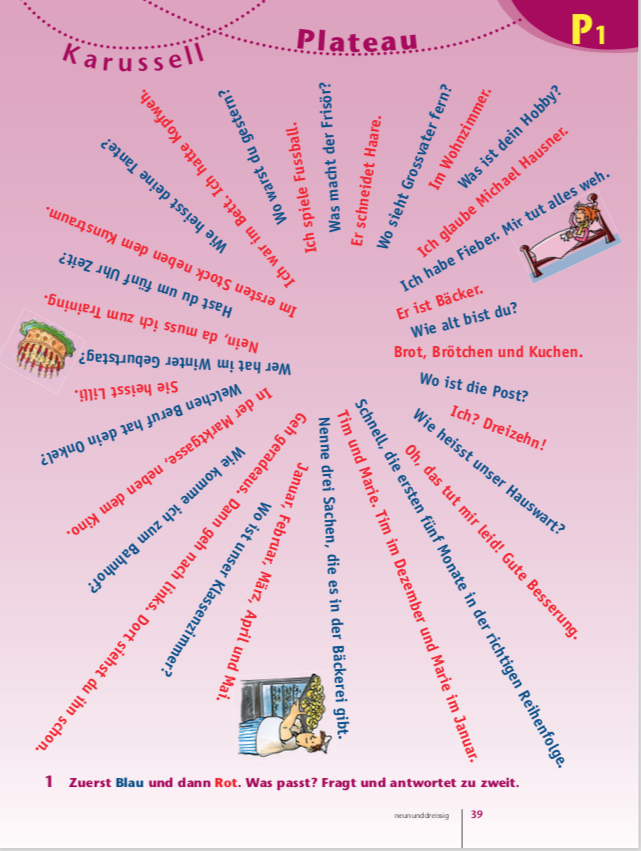 Karussell
Plateau
P1
Was macht der Frisör?
Er schneidet Haare.
Wo sieht Grossvater fern?
Im Wohnzimmer.
Was ist dein Hobby?
Ich glaube Michael Hausner.
Ich habe Fieber. Mir tut alles weh.
Er ist Bäcker.
Wie alt bist du?
Brot, Brötchen und Kuchen.
Wo ist die Post?
Ich? Dreizehn!
Wie heisst unser Hauswart?
Oh, das tut mir leid! Gute Besserung.
Schnell, die ersten fünf Monate in der richtigen Reihenfolge.
Tim und Marie. Tim im Dezember und Marie im Januar.
Nenne drei Sachen, die es in der Bäckerei gibt.
Januar, Februar, März, April und Mai.
Wo ist unser Klassenzimmer?
Geh geradeaus. Dann geh nach links. Dort siehst du ihn schon.
Wie komme ich zum Bahnhof?
In der Marktgasse, neben dem Kino.
Welchen Beruf hat dein Onkel?
Sie heisst Lilli.
Wer hat im Winter Geburtstag?
Nein, da muss ich zum Training.
Hast du um fünf Uhr Zeit?
Im ersten Stock neben dem Kunstraum.
Wie heisst deine Tante?
Ich war im Bett. Ich hatte Kopfweh.
Wo warst du gestern?
Ich spiele Fussball.
1 Zuerst Blau und dann Rot. Was passt? Fragt und antwortet zu zweit.
neununddreissig 39